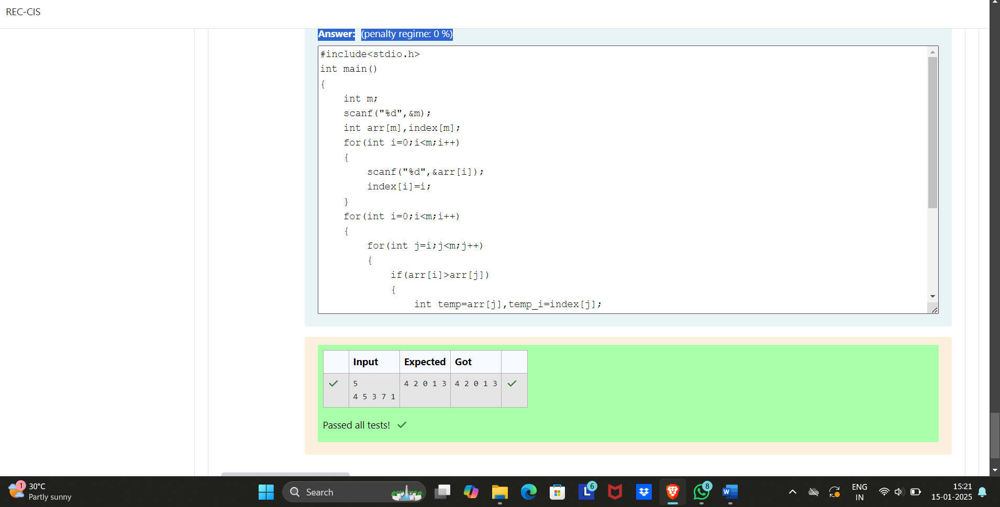 REC-CIS
Answer: (penalty regime: 0 %)
#include<stdio.h>
int main()
{
    int m;
    scanf("%d",&m);
    int arr[m],index[m];
    for(int i=0;i<m;i++)
    {
        scanf("%d",&arr[i]);
        index[i]=i;
    }
    for(int i=0;i<m;i++)
    {
        for(int j=i;j<m;j++)
        {
            if(arr[i]>arr[j])
            {
                int temp=arr[j],temp_i=index[j];
Input Expected Got
5 4 2 0 1 3 4 2 0 1 3
4 5 3 7 1
Passed all tests!
1 30°C
Partly sunny
Search
L 6
8
W
ENG
IN
15:21
15-01-2025